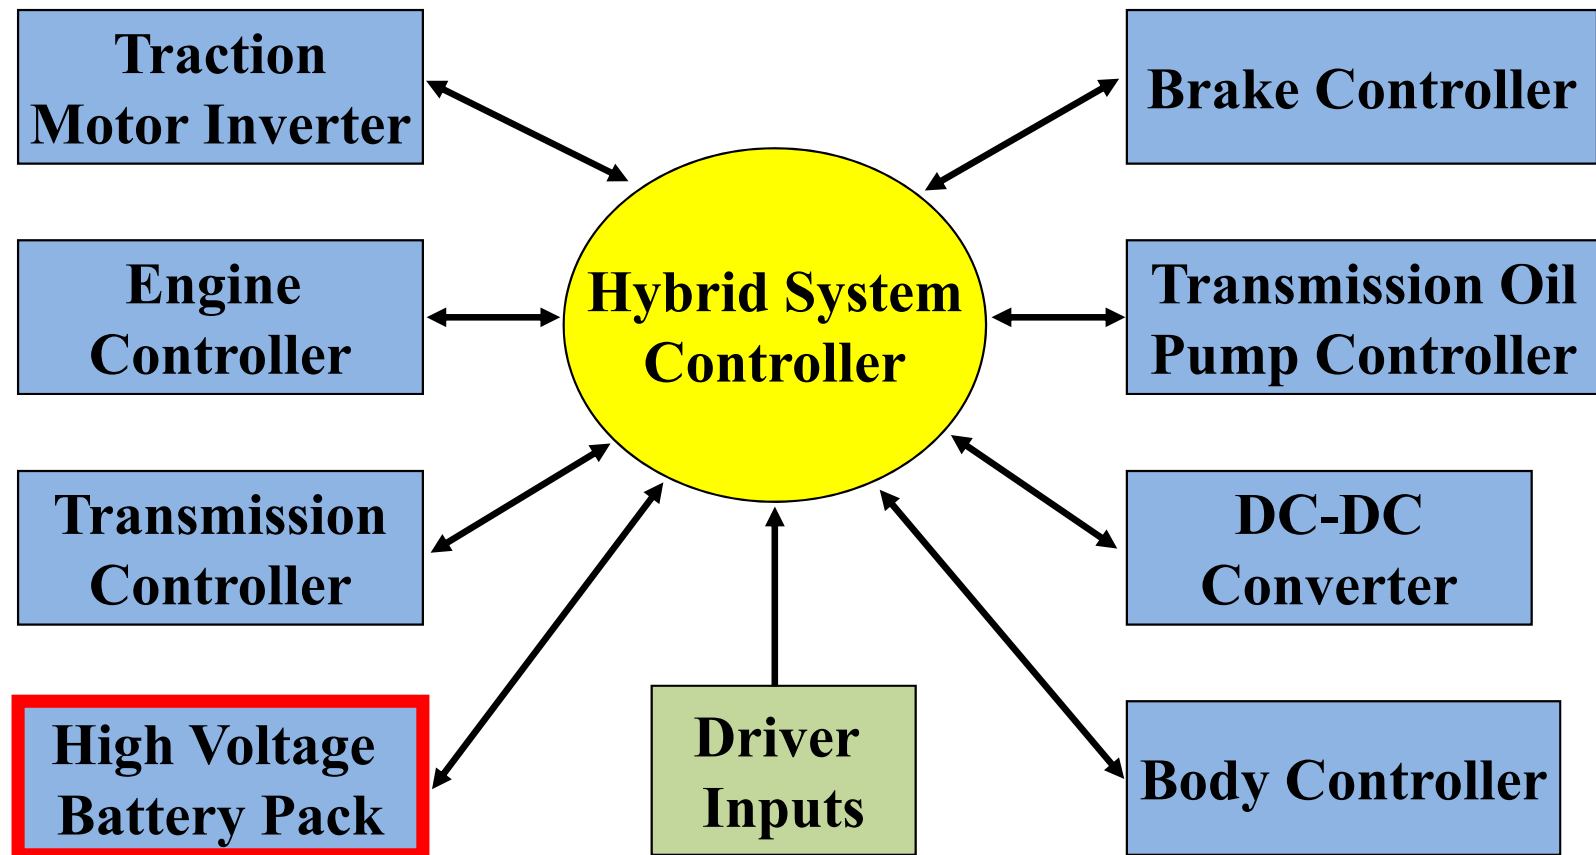 Traction
Motor Inverter
Brake Controller
Engine
Controller
Hybrid System
Controller
Transmission Oil
Pump Controller
Transmission
Controller
DC-DC
Converter
High Voltage
Battery Pack
Driver
Inputs
Body Controller